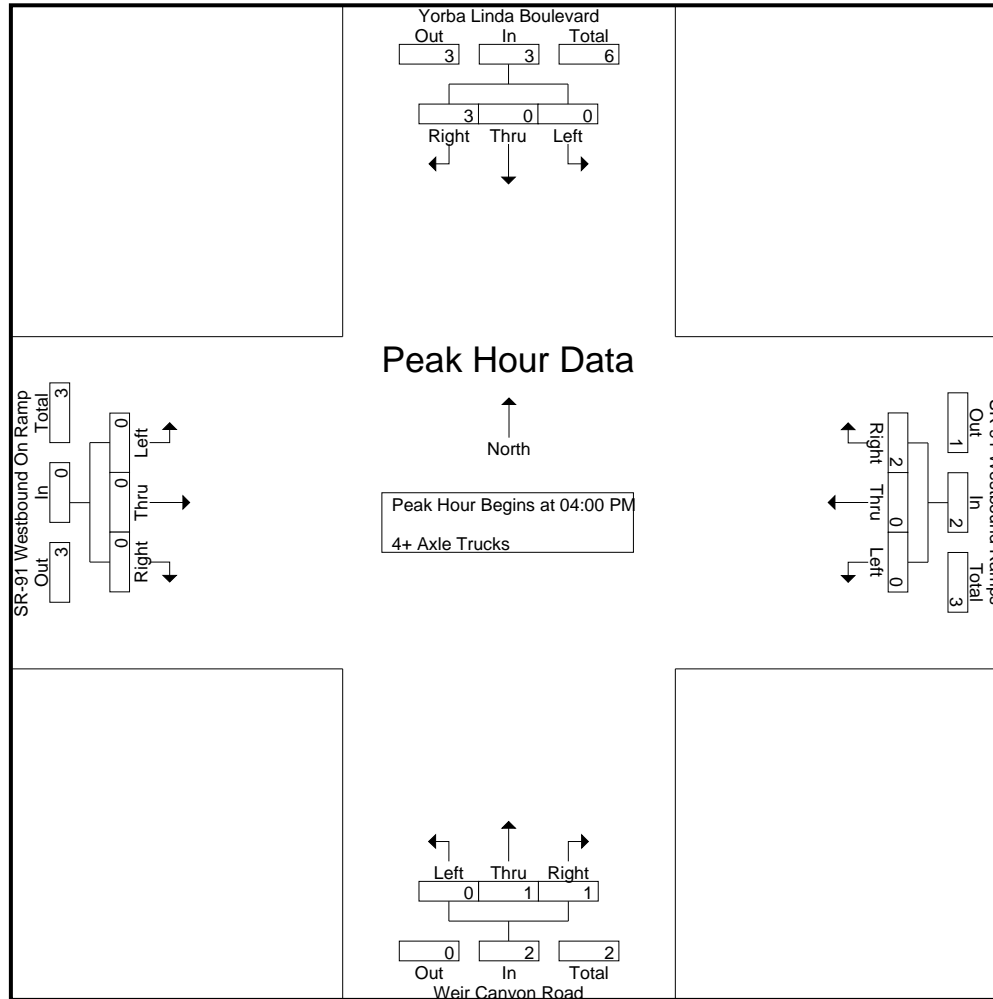 Yorba Linda Boulevard
Out In Total
3 3 6
3 0 0
Right Thru Left
Peak Hour Data
North
Peak Hour Begins at 04:00 PM
4+ Axle Trucks
SR-91 Westbound On Ramp
Total In Out
3 0 3
0 0 0
Left Thru Right
Right Thru Left
2 0 0
Out In Total
1 2 3
Westbound Ramps
Left Thru Right
0 1 1
0 2 2
Out In Total
Weir Canyon Road